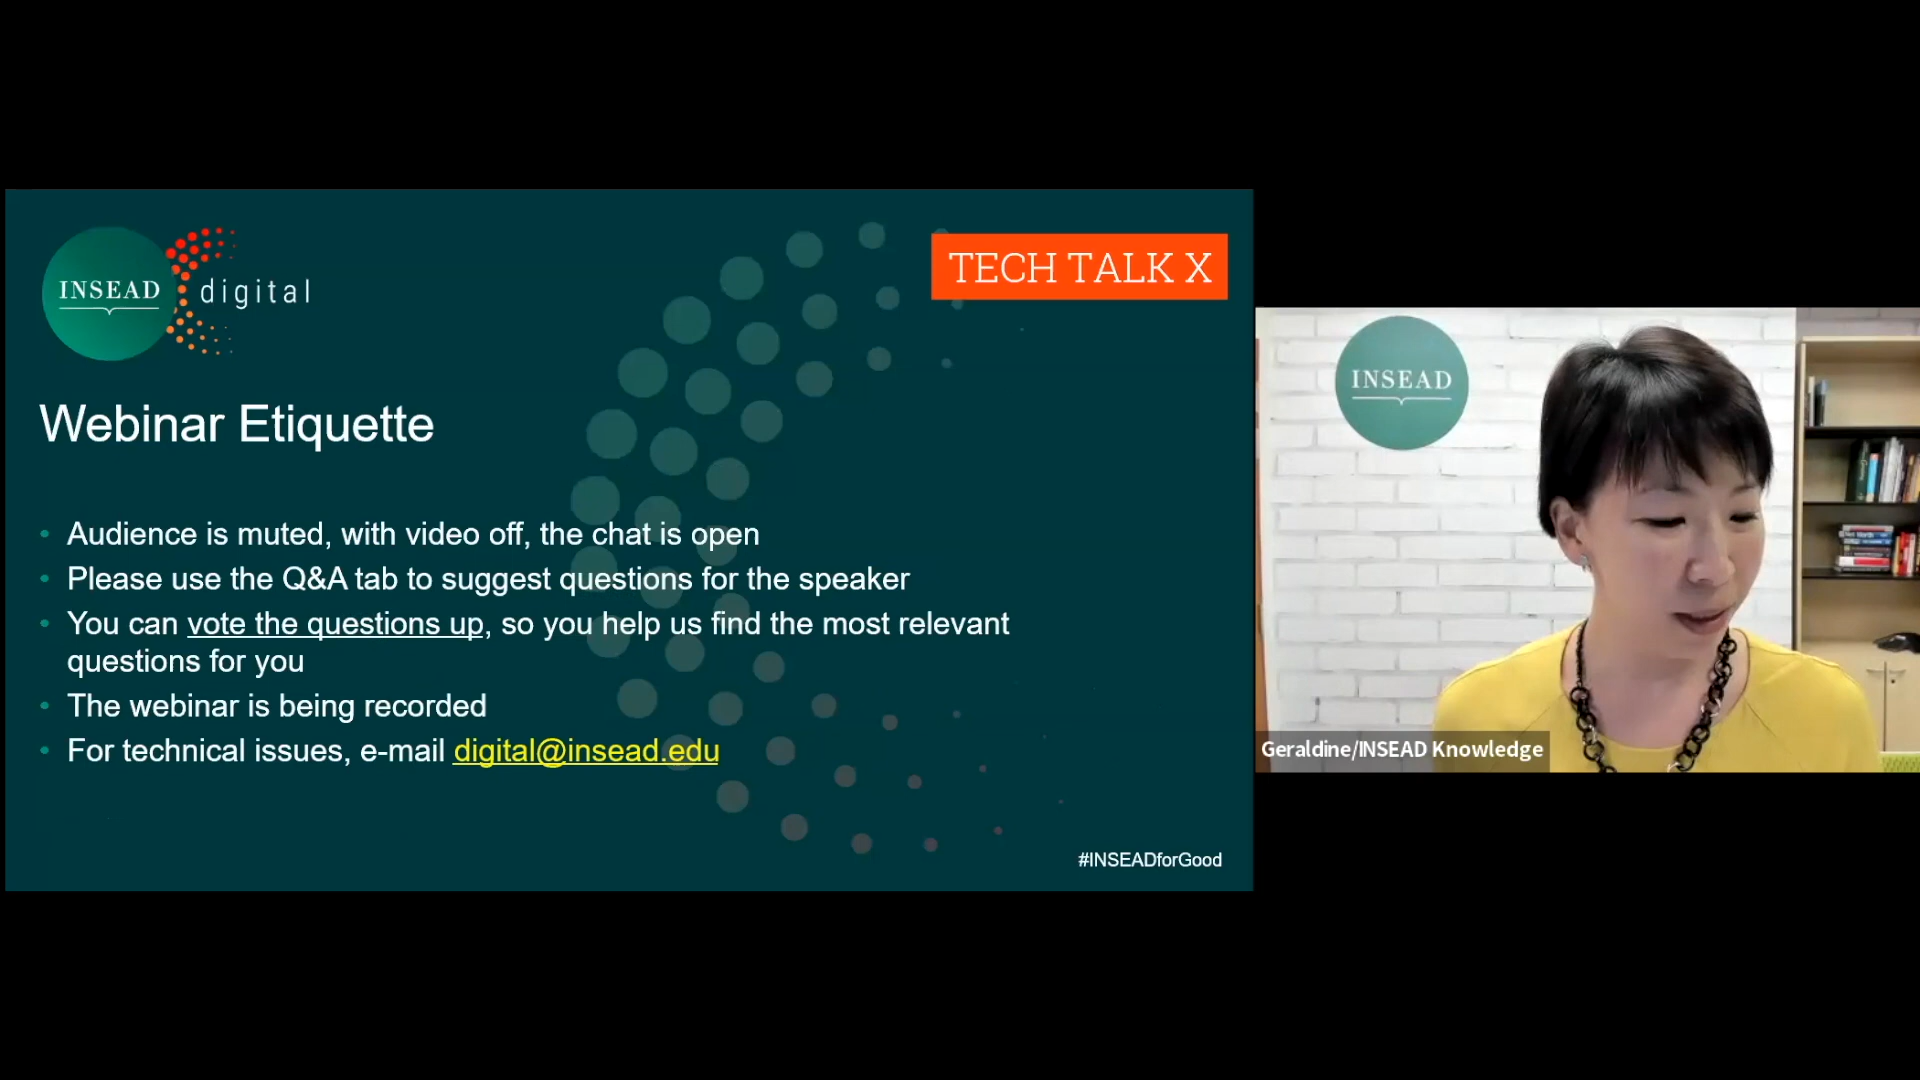 INSEAD
digital
TECH TALK X
Webinar Etiquette
Audience is muted, with video off, the chat is open
Please use the Q&A tab to suggest questions for the speaker
You can vote the questions up, so you help us find the most relevant
questions for you
The webinar is being recorded
For technical issues, e-mail digital@insead.edu
#INSEADforGood
INSEAD
Geraldine/INSEAD Knowledge